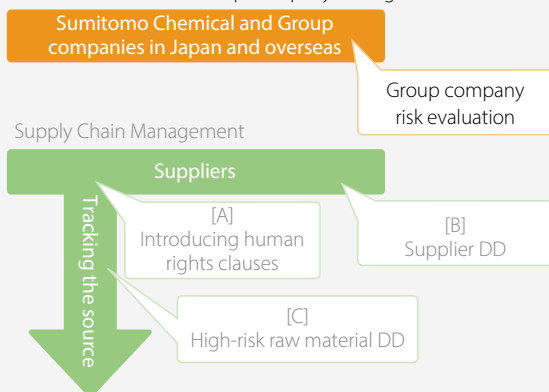 Sumitomo Chemical and Group
companies in Japan and overseas
Group company
risk evaluation
Supply Chain Management
Suppliers
Tracking the source
[A]
Introducing human
rights clauses
[B]
Supplier DD
[C]
High-risk raw material DD